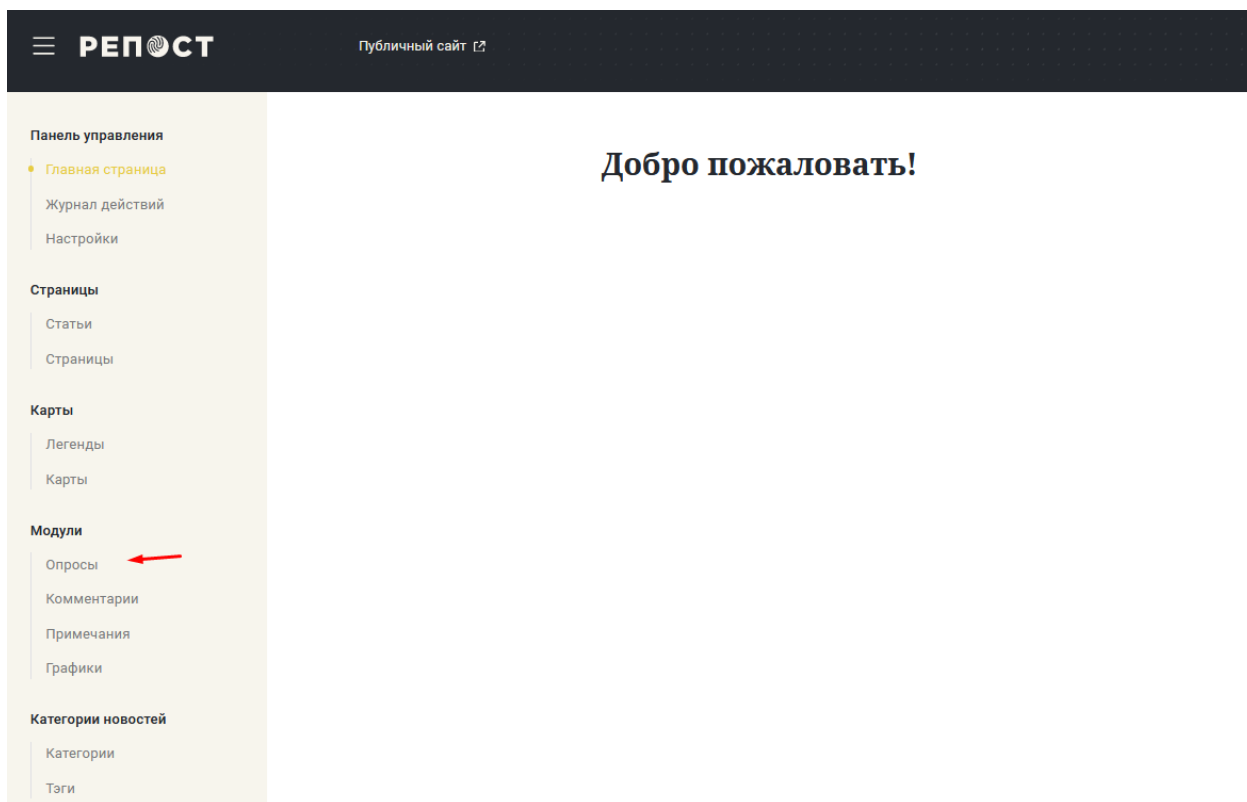 РЕПОСТ
Публичный сайт
Панель управления
Главная страница
Журнал действий
Настройки
Страницы
Статьи
Страницы
Карты
Легенды
Карты
Модули
Опросы
Комментарии
Примечания
Графики
Категории новостей
Категории
Тэги
Добро пожаловать!